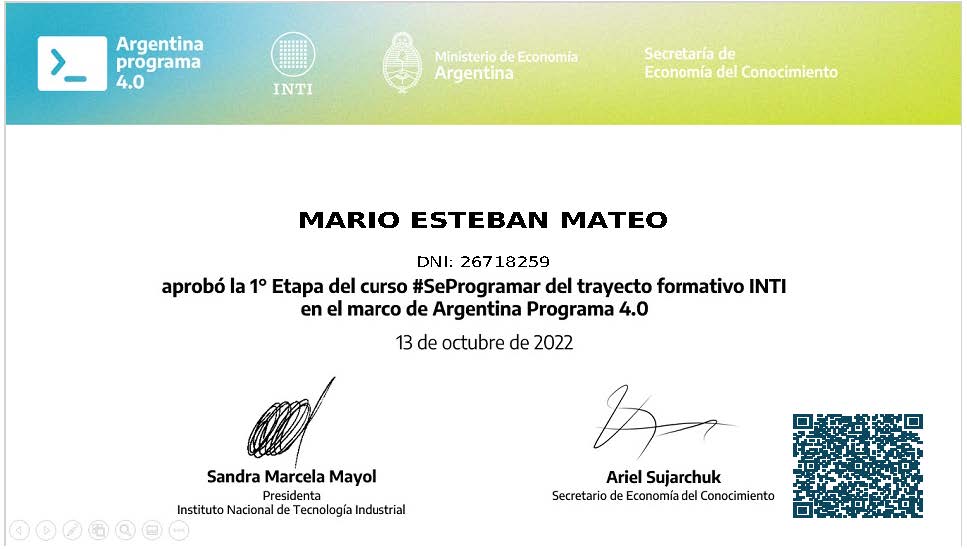 Argentina
programa
4.0
INTI
Ministerio de Economía
Argentina
Secretaría de
Economía del Conocimiento
MARIO ESTEBAN MATEO
DNI: 26718259
aprobó la 1° Etapa del curso #SeProgramar del trayecto formativo INTI
en el marco de Argentina Programa 4.0
13 de octubre de 2022
Sandra Marcela Mayol
Presidenta
Instituto Nacional de Tecnología Industrial
Ariel Sujarchuk
Secretario de Economía del Conocimiento